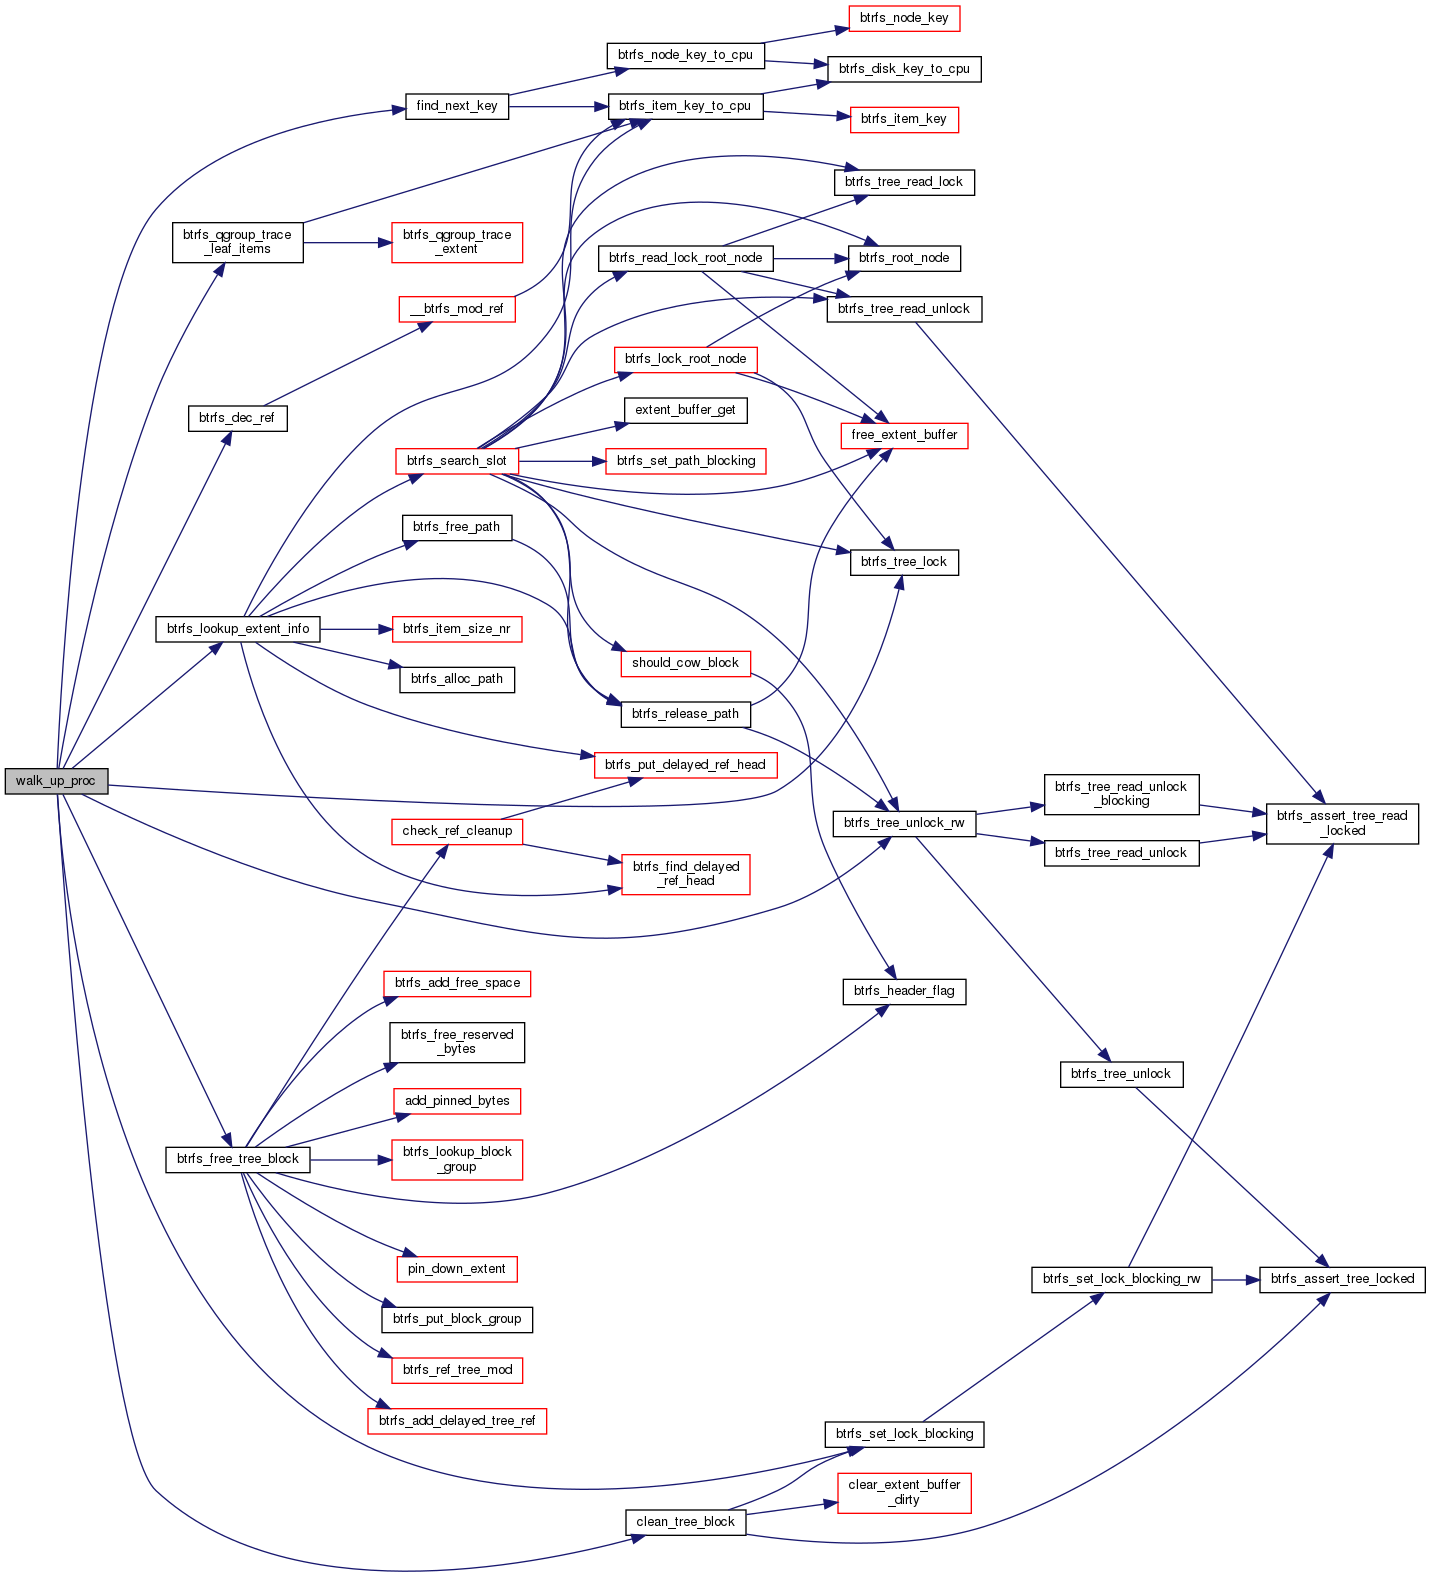 btrfs_node_key
btrfs_node_key_to_cpu
btrfs_disk_key_to_cpu
find_next_key
btrfs_item_key_to_cpu
btrfs_item_key
btrfs_tree_read_lock
btrfs_qgroup_trace
_leaf_items
btrfs_qgroup_trace
_extent
btrfs_read_lock_root_node
btrfs_root_node
__btrfs_mod_ref
btrfs_tree_read_unlock
btrfs_lock_root_node
btrfs_dec_ref
extent_buffer_get
free_extent_buffer
btrfs_search_slot
btrfs_set_path_blocking
btrfs_free_path
btrfs_tree_lock
btrfs_lookup_extent_info
btrfs_item_size_nr
should_cow_block
btrfs_alloc_path
btrfs_release_path
btrfs_put_delayed_ref_head
walk_up_proc
btrfs_tree_read_unlock
_blocking
check_ref_cleanup
btrfs_tree_unlock_rw
btrfs_assert_tree_read
_locked
btrfs_tree_read_unlock
btrfs_find_delayed
_ref_head
btrfs_add_free_space
btrfs_header_flag
btrfs_free_reserved
_bytes
btrfs_tree_unlock
add_pinned_bytes
btrfs_free_tree_block
btrfs_lookup_block
_group
pin_down_extent
btrfs_set_lock_blocking_rw
btrfs_assert_tree_locked
btrfs_put_block_group
btrfs_ref_tree_mod
btrfs_add_delayed_tree_ref
btrfs_set_lock_blocking
clear_extent_buffer
_dirty
clean_tree_block